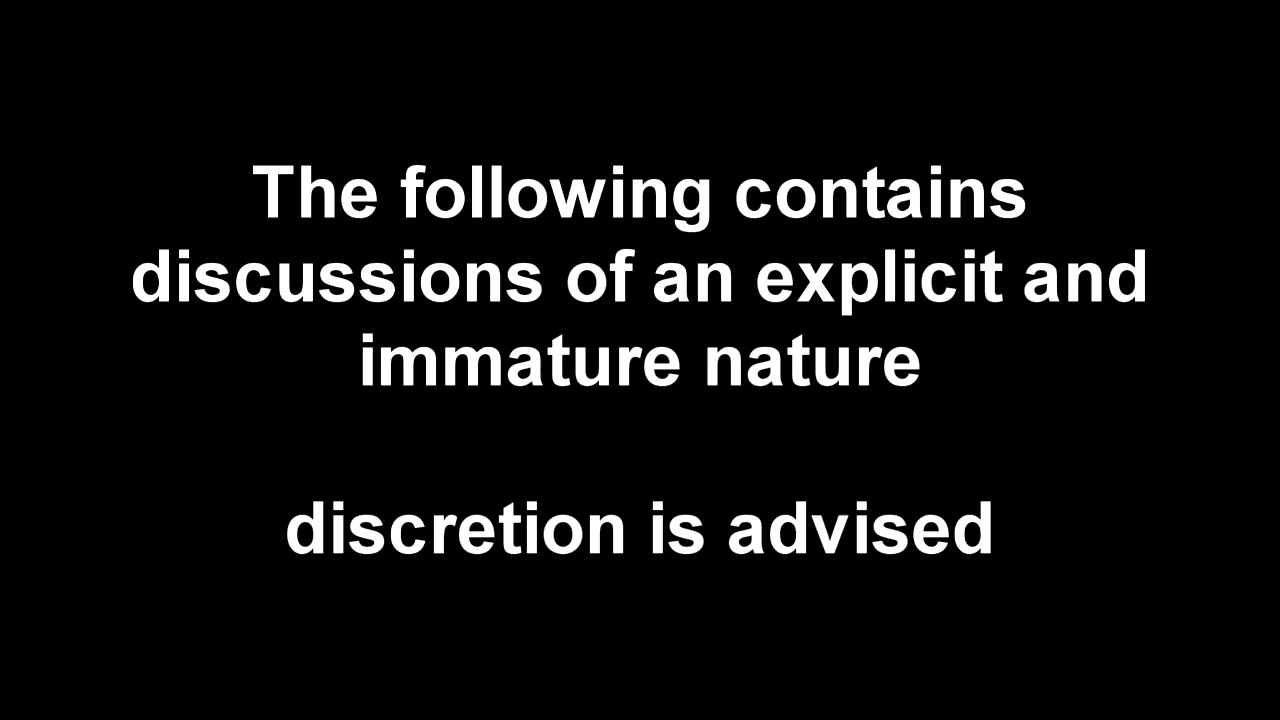 The following contains
discussions of an explicit and
immature nature
discretion is advised